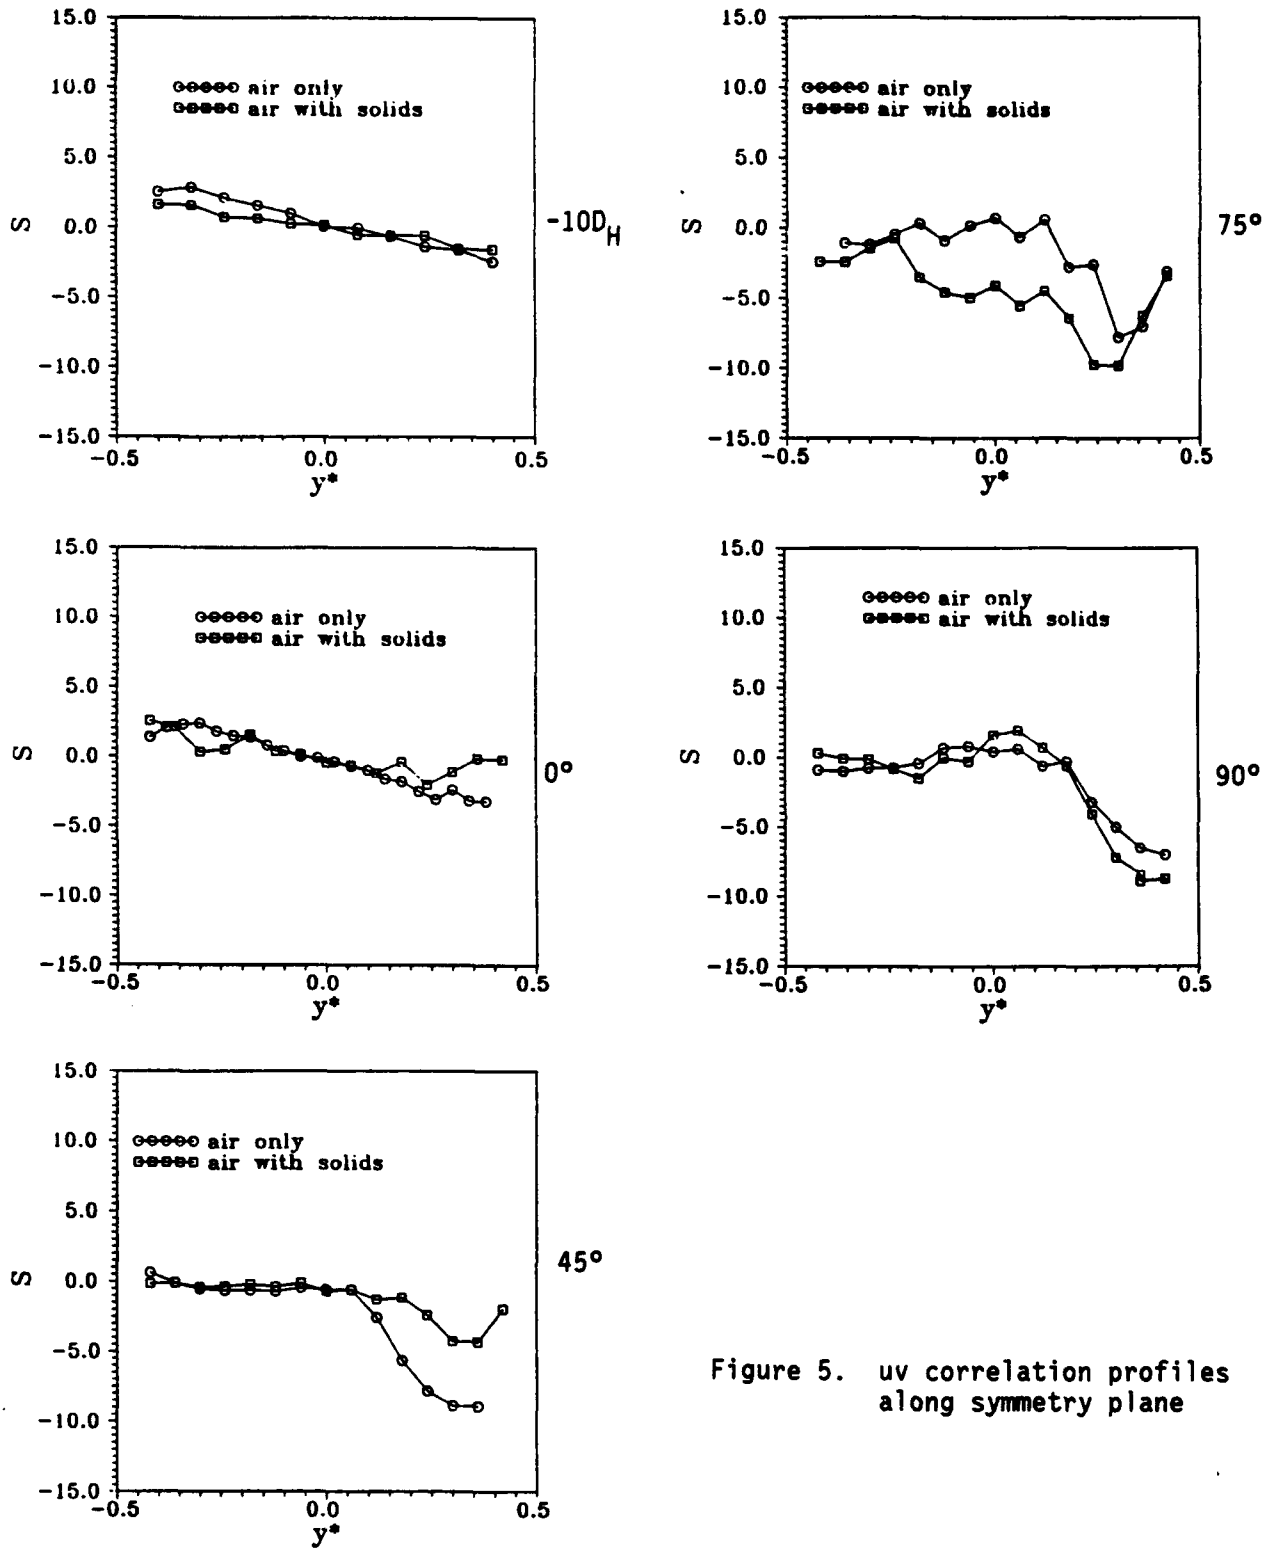 15.0
10.0
5.0
0.0
−5.0
−10.0
−15.0
S
air only
air with solids
−0.5
0.0
0.5
y*
-10D_H
15.0
10.0
5.0
0.0
−5.0
−10.0
−15.0
S
air only
air with solids
−0.5
0.0
0.5
y*
75°
15.0
10.0
5.0
0.0
−5.0
−10.0
−15.0
S
air only
air with solids
−0.5
0.0
0.5
y*
0°
15.0
10.0
5.0
0.0
−5.0
−10.0
−15.0
S
air only
air with solids
−0.5
0.0
0.5
y*
90°
15.0
10.0
5.0
0.0
−5.0
−10.0
−15.0
S
air only
air with solids
−0.5
0.0
0.5
y*
45°
Figure 5. uv correlation profiles
along symmetry plane